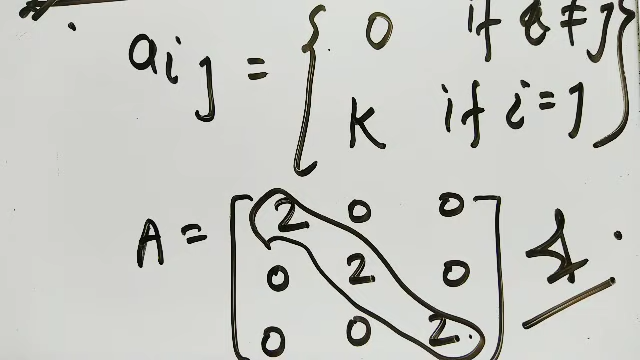 aij = { 0 if i ≠ j }
K if i = j
A = [ 2 0 0 ]
0 2 0
0 0 2